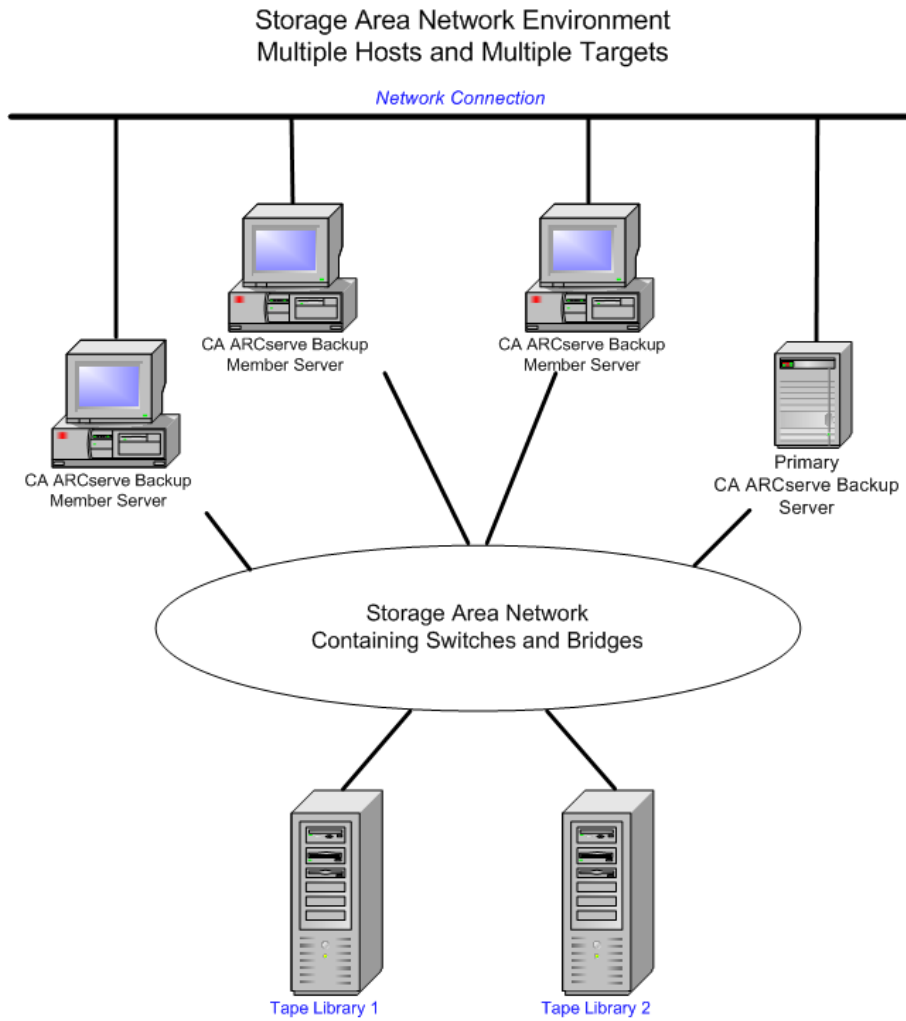 Storage Area Network Environment
Multiple Hosts and Multiple Targets
Network Connection
CA ARCserve Backup
Member Server
CA ARCserve Backup
Member Server
CA ARCserve Backup
Member Server
Primary
CA ARCserve Backup
Server
Storage Area Network
Containing Switches and Bridges
Tape Library 1
Tape Library 2